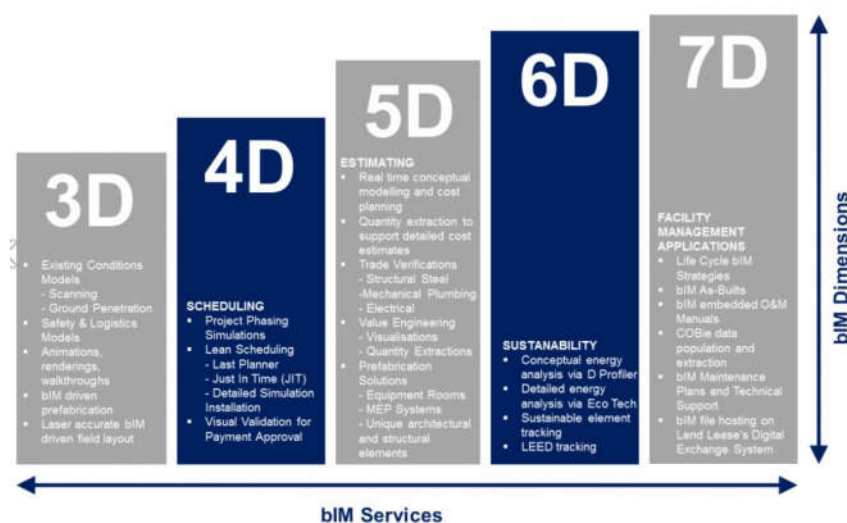 3D
▪ Existing Conditions
Models
- Scanning
- Ground Penetration
▪ Safety & Logistics
Models
▪ Animations,
renderings,
walkthroughs
▪ bIM driven
prefabrication
▪ Laser accurate bIM
driven field layout
4D
SCHEDULING
▪ Project Phasing
Simulations
▪ Lean Scheduling
- Last Planner
- Just In Time (JIT)
- Detailed Simulation
Installation
▪ Visual Validation for
Payment Approval
5D
ESTIMATING
▪ Real time conceptual
modelling and cost
planning
▪ Quantity extraction to
support detailed cost
estimates
▪ Trade Verifications
- Structural Steel
-Mechanical Plumbing
- Electrical
▪ Value Engineering
- Visualisations
- Quantity Extractions
▪ Prefabrication
Solutions
- Equipment Rooms
- MEP Systems
- Unique architectural
and structural
elements
6D
SUSTANABILITY
▪ Conceptual energy
analysis via D Profiler
▪ Detailed energy
analysis via Eco Tech
▪ Sustainable element
tracking
▪ LEED tracking
7D
FACILITY
MANAGEMENT
APPLICATIONS
▪ Life Cycle bIM
Strategies
▪ bIM As-Builts
▪ bIM embedded O&M
Manuals
▪ COBie data
population and
extraction
▪ bIM Maintenance
Plans and Technical
Support
▪ bIM file hosting on
Lend Lease's Digital
Exchange System
bIM Dimensions
bIM Services